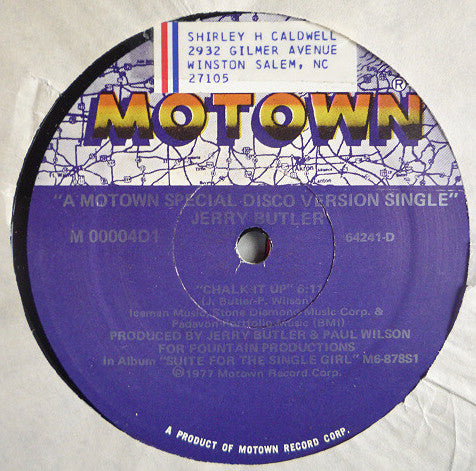 SHIRLEY H CALDWELL
2932 GILMER AVENUE
WINSTON SALEM, NC
27105
MOTOWN®
"A MOTOWN SPECIAL DISCO VERSION SINGLE"
JERRY BUTLER
M 00004D1
64241-D
"CHALK IT UP" 6:11
(J. Butler-P. Wilson)
Iceman Music, Stone Diamond Music Corp. &
Padavon-Portfolio Music (BMI)
PRODUCED BY JERRY BUTLER & PAUL WILSON
FOR FOUNTAIN PRODUCTIONS
In Album "SUITE FOR THE SINGLE GIRL" M6-878S1
©1977 Motown Record Corp.
A PRODUCT OF MOTOWN RECORD CORP.